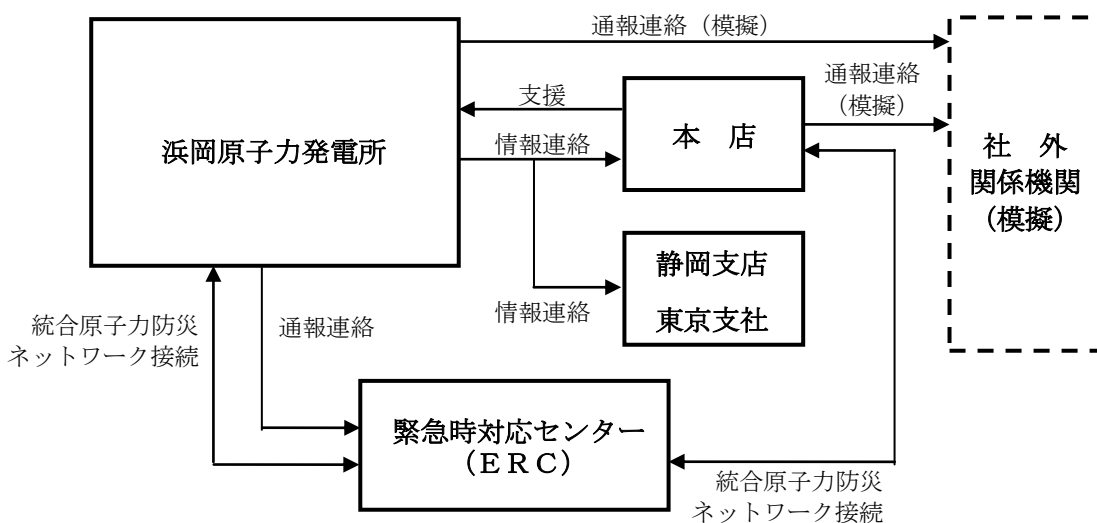 通報連絡（模擬）
通報連絡
（模擬）
支援
浜岡原子力発電所
本　店
情報連絡
社　外
関係機関
（模擬）
静岡支店
東京支社
情報連絡
統合原子力防災
ネットワーク接続
通報連絡
緊急時対応センター
（ＥＲＣ）
統合原子力防災
ネットワーク接続